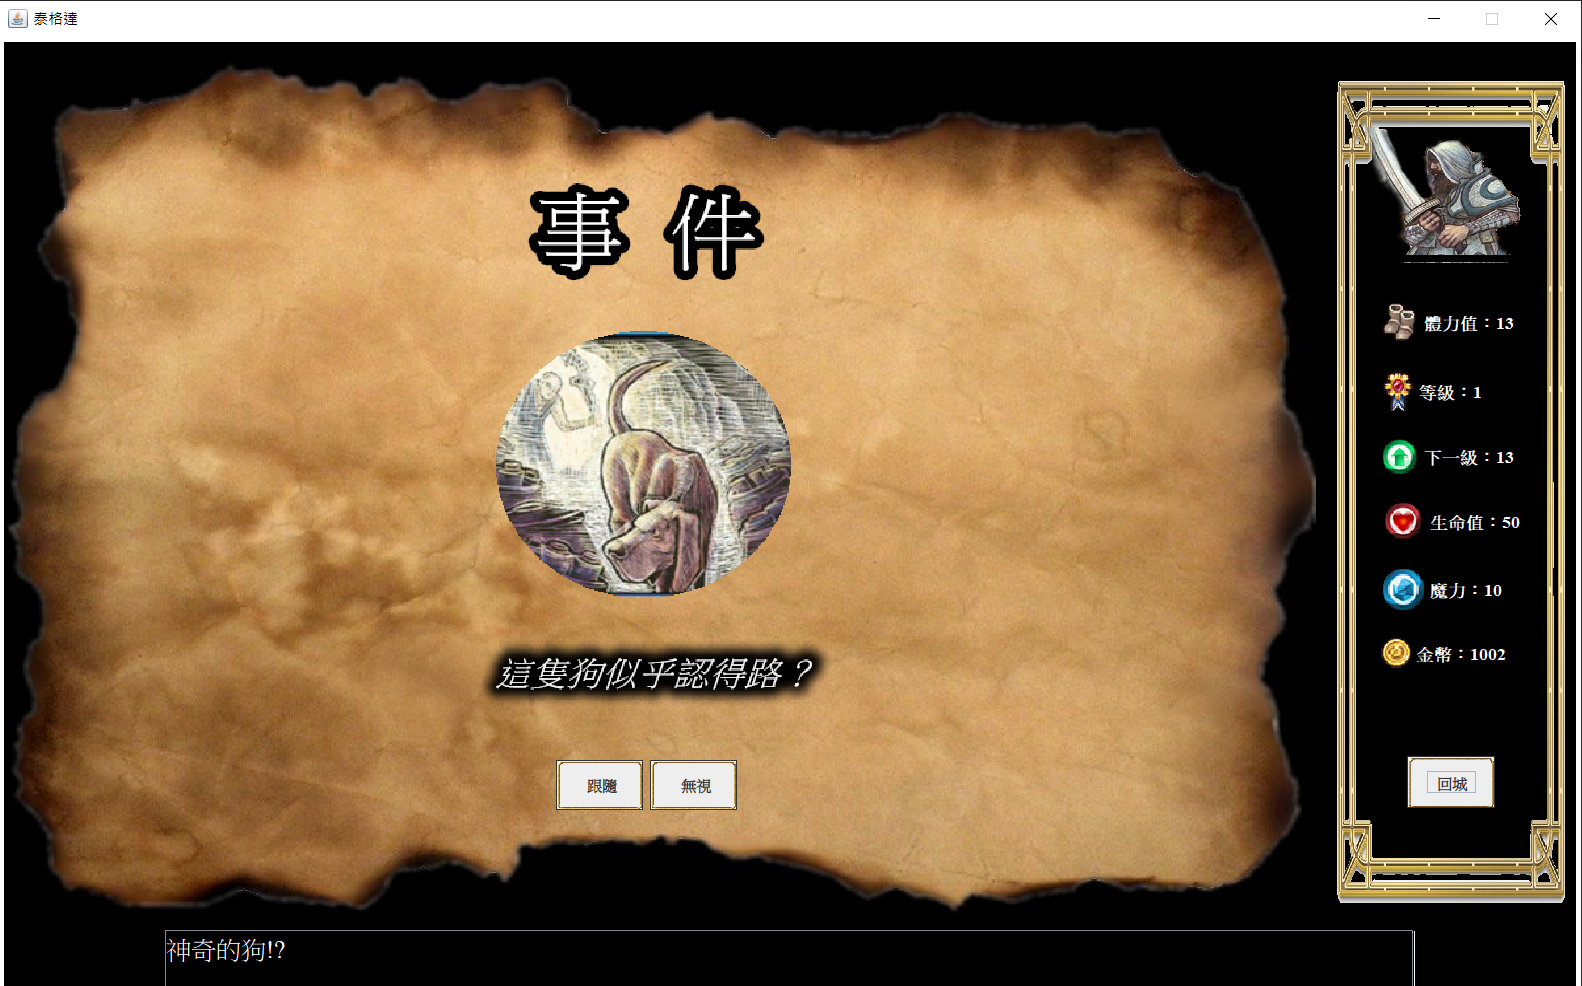 泰格達
事件
這隻狗似乎認得路？
跟隨
無視
體力值：13
等級：1
下一級：13
生命值：50
魔力：10
金幣：1002
回城
神奇的狗!?